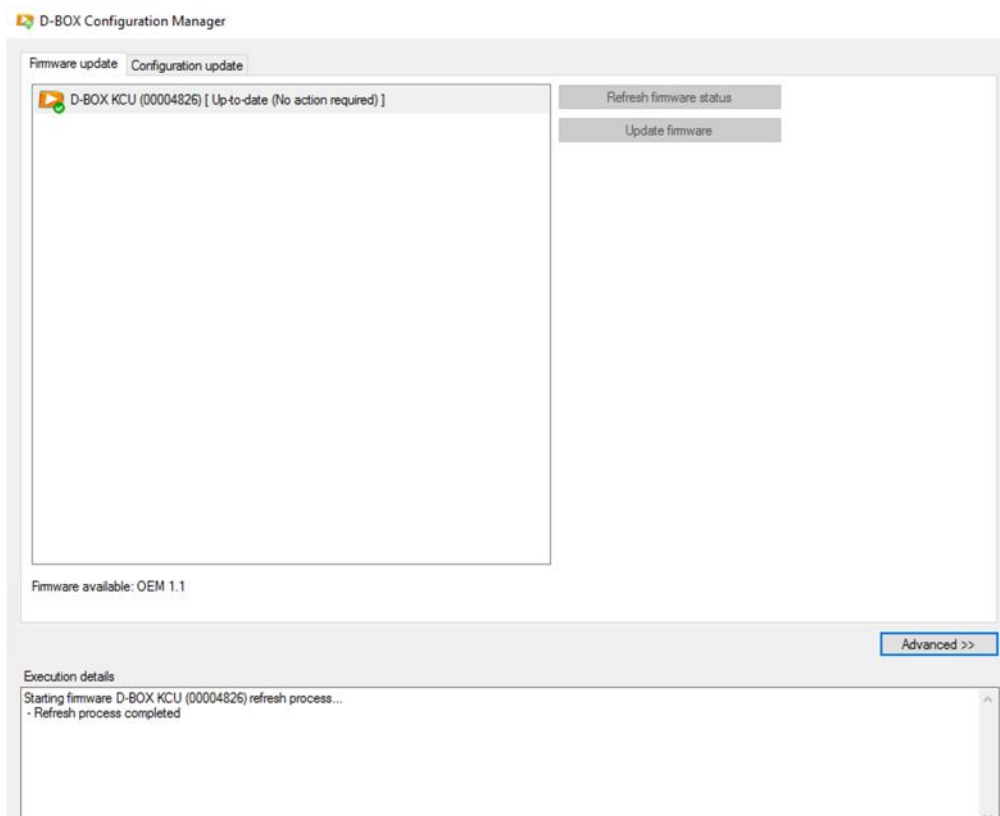 D-BOX Configuration Manager
Firmware update
Configuration update
D-BOX KCU (00004826) [ Up-to-date (No action required) ]
Refresh firmware status
Update firmware
Firmware available: OEM 1.1
Advanced >>
Execution details
Starting firmware D-BOX KCU (00004826) refresh process...
- Refresh process completed